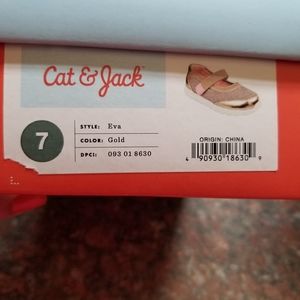 Cat & Jack
7
STYLE: Eva
COLOR: Gold
DPCI: 093 01 8630
ORIGIN: CHINA
4 90930 18630 9